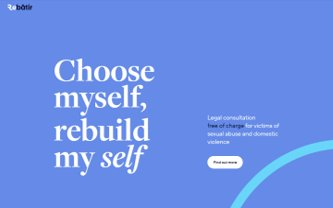 Rebâtir
Choose
myself,
rebuild
my self
Legal consultation
free of charge for victims of
sexual abuse and domestic
violence
Find out more